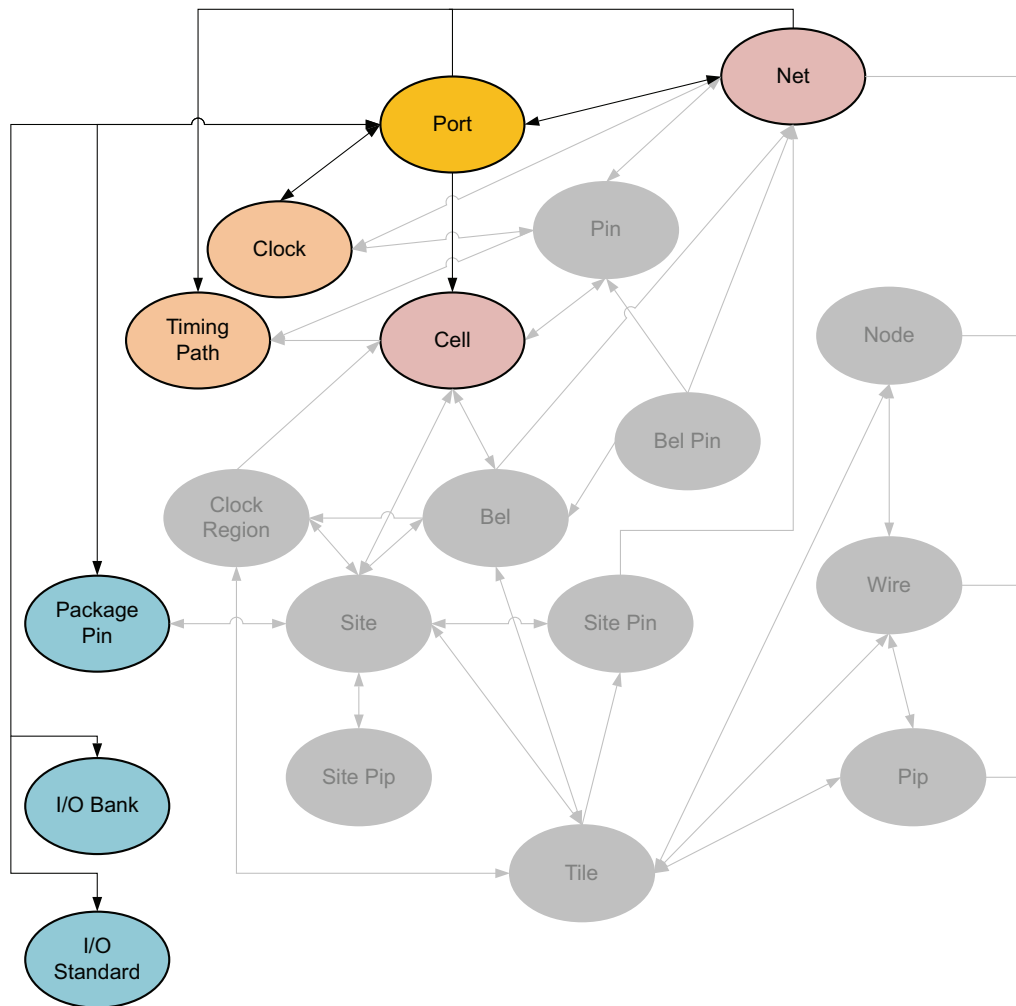 Net
Port
Pin
Clock
Timing
Path
Cell
Node
Bel Pin
Clock
Region
Bel
Wire
Package
Pin
Site
Site Pin
Site Pip
Pip
I/O Bank
Tile
I/O
Standard